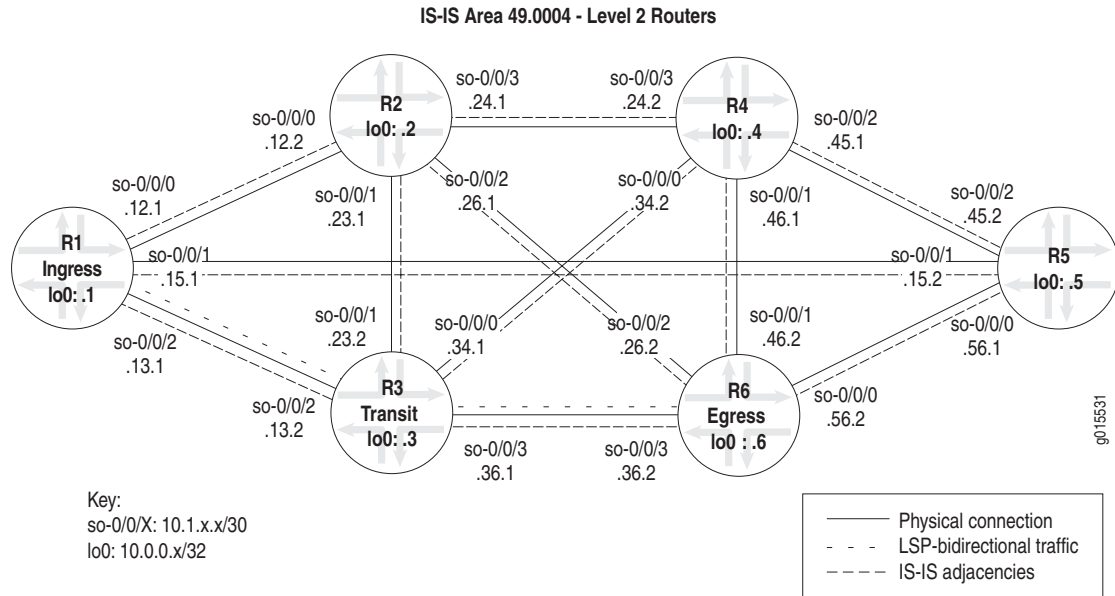 IS-IS Area 49.0004 - Level 2 Routers
R2
lo0: .2
R4
lo0: .4
so-0/0/3
.24.1
so-0/0/3
.24.2
so-0/0/0
.12.2
so-0/0/2
.45.1
so-0/0/0
.12.1
so-0/0/1
.23.1
so-0/0/2
.26.1
so-0/0/0
.34.2
so-0/0/1
.46.1
so-0/0/2
.45.2
R1
Ingress
lo0: .1
so-0/0/1
.15.1
so-0/0/1
.15.2
R5
lo0: .5
so-0/0/2
.13.1
so-0/0/1
.23.2
so-0/0/0
.34.1
so-0/0/2
.26.2
so-0/0/1
.46.2
so-0/0/0
.56.1
so-0/0/2
.13.2
R3
Transit
lo0: .3
R6
Egress
lo0 : .6
so-0/0/0
.56.2
so-0/0/3
.36.1
so-0/0/3
.36.2
g015531
Key:
so-0/0/X: 10.1.x.x/30
lo0: 10.0.0.x/32
Physical connection
LSP-bidirectional traffic
IS-IS adjacencies